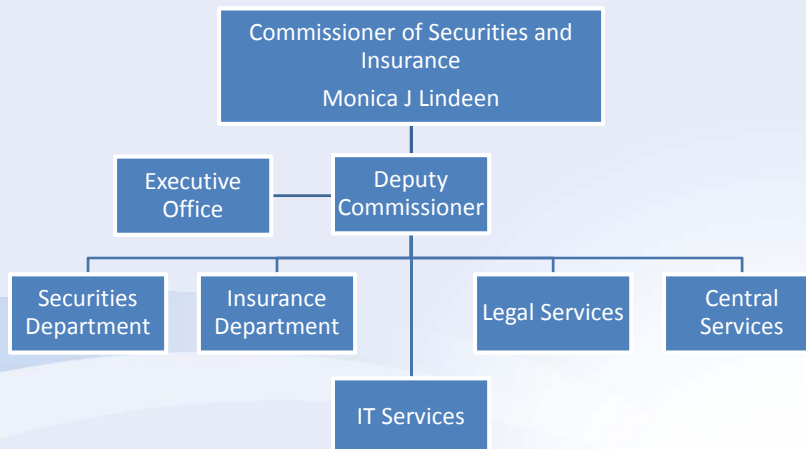 Commissioner of Securities and
Insurance
Monica J Lindeen
Executive
Office
Deputy
Commissioner
Securities
Department
Insurance
Department
Legal Services
Central
Services
IT Services